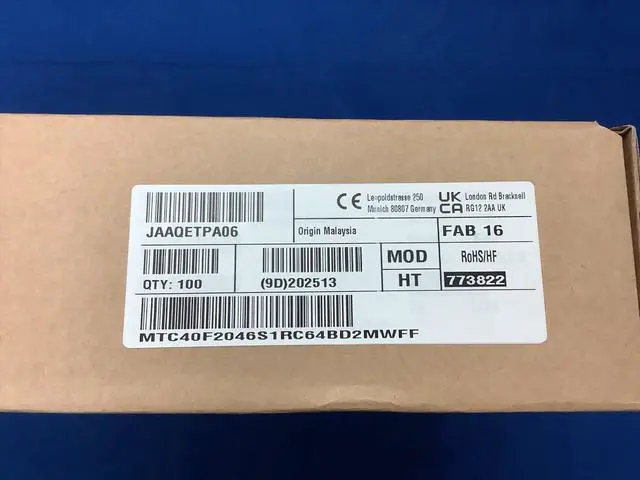 JAAQETPA06
CE Leopoldstrasse 250
Munich 80807 Germany
UK CA London Rd Bracknell
RG12 2AA UK
Origin Malaysia
FAB 16
QTY: 100
(9D)202513
MOD
RoHS/HF
HT
773822
MTC40F2046S1RC64BD2MWFF